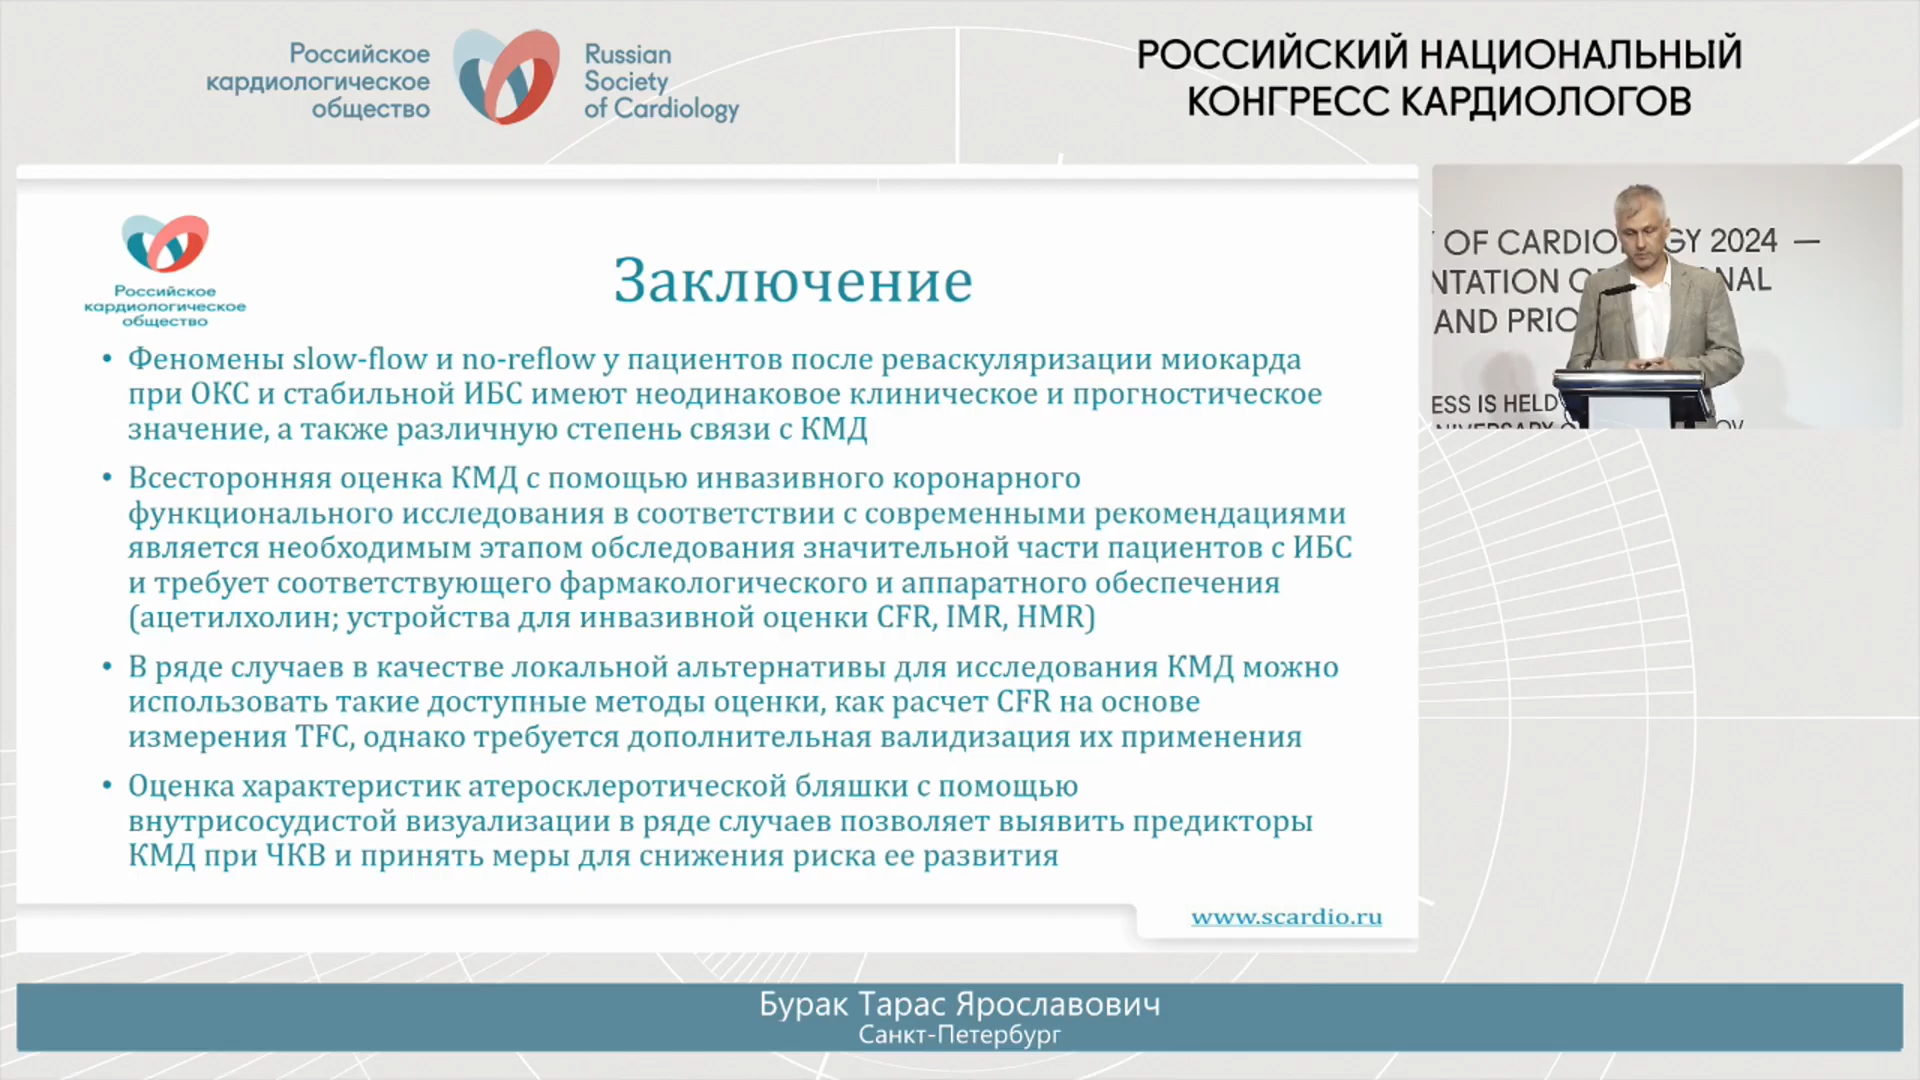 Российское
кардиологическое
общество
Russian
Society
of Cardiology
РОССИЙСКИЙ НАЦИОНАЛЬНЫЙ
КОНГРЕСС КАРДИОЛОГОВ
Российское
кардиологическое
общество
Заключение
• Феномены slow-flow и no-reflow у пациентов после реваскуляризации миокарда
при ОКС и стабильной ИБС имеют неодинаковое клиническое и прогностическое
значение, а также различную степень связи с КМД
• Всесторонняя оценка КМД с помощью инвазивного коронарного
функционального исследования в соответствии с современными рекомендациями
является необходимым этапом обследования значительной части пациентов с ИБС
и требует соответствующего фармакологического и аппаратного обеспечения
(ацетилхолин; устройства для инвазивной оценки CFR, IMR, HMR)
• В ряде случаев в качестве локальной альтернативы для исследования КМД можно
использовать такие доступные методы оценки, как расчет CFR на основе
измерения TFC, однако требуется дополнительная валидизация их применения
• Оценка характеристик атеросклеротической бляшки с помощью
внутрисосудистой визуализации в ряде случаев позволяет выявить предикторы
КМД при ЧКВ и принять меры для снижения риска ее развития
www.scardio.ru
OF CARDIO GY 2024 —
NTATION O NAL
AND PRIO
ESS IS HELD
NIVERSARY O OV
Бурак Тарас Ярославович
Санкт-Петербург